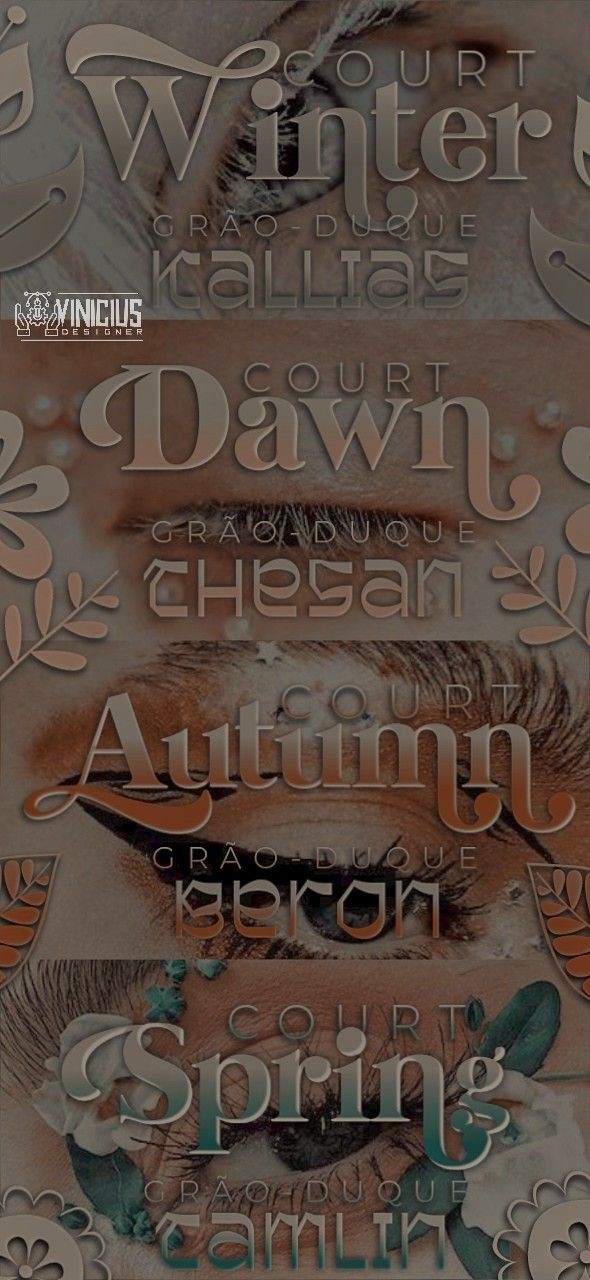 COURT
Winter
GRÃO-DUQUE
KALLIAS
VINICIUS
DESIGNER
COURT
Dawn
GRÃO-DUQUE
THESAN
COURT
Autumn
GRÃO-DUQUE
BERON
COURT
Spring
GRÃO-DUQUE
TAMLIN